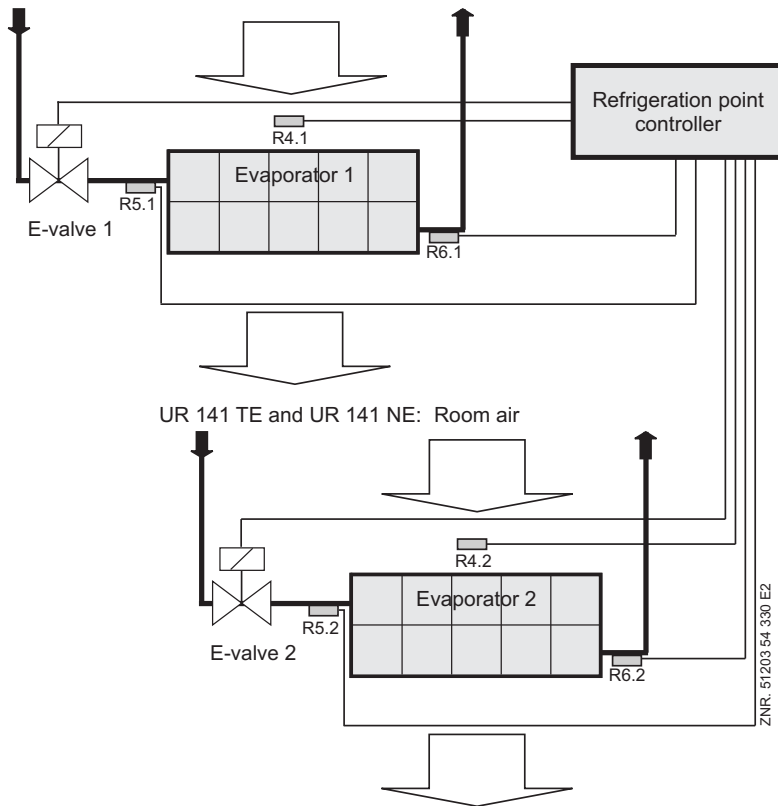 Refrigeration point
controller
R4.1
Evaporator 1
R5.1
E-valve 1
R6.1
UR 141 TE and UR 141 NE:  Room air
R4.2
Evaporator 2
R5.2
E-valve 2
R6.2
ZNR. 51203 54 330 E2